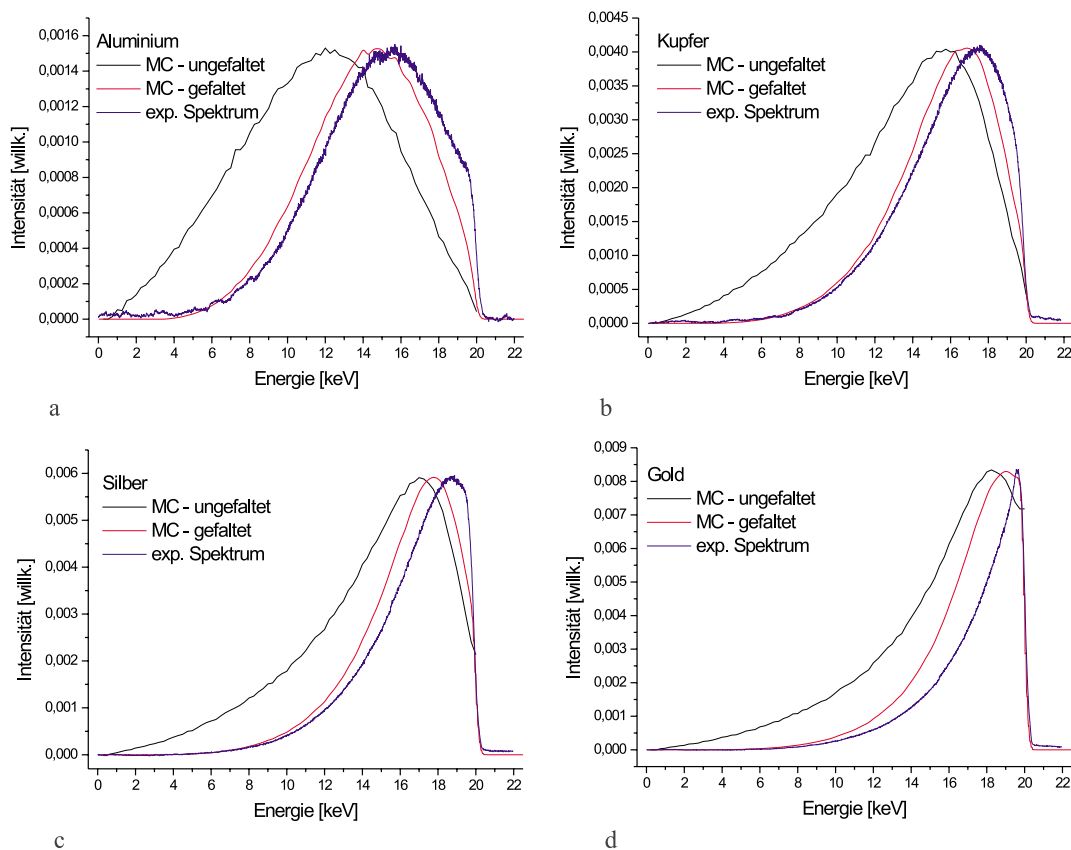 Aluminium
MC - ungefaltet
MC - gefaltet
exp. Spektrum
Intensität [willk.]
0,0016
0,0014
0,0012
0,0010
0,0008
0,0006
0,0004
0,0002
0,0000
0 2 4 6 8 10 12 14 16 18 20 22
Energie [keV]
a
Kupfer
MC - ungefaltet
MC - gefaltet
exp. Spektrum
Intensität [willk.]
0,0045
0,0040
0,0035
0,0030
0,0025
0,0020
0,0015
0,0010
0,0005
0,0000
0 2 4 6 8 10 12 14 16 18 20 22
Energie [keV]
b
Silber
MC - ungefaltet
MC - gefaltet
exp. Spektrum
Intensität [willk.]
0,006
0,005
0,004
0,003
0,002
0,001
0,000
0 2 4 6 8 10 12 14 16 18 20 22
Energie [keV]
c
Gold
MC - ungefaltet
MC - gefaltet
exp. Spektrum
Intensität [willk.]
0,009
0,008
0,007
0,006
0,005
0,004
0,003
0,002
0,001
0,000
0 2 4 6 8 10 12 14 16 18 20 22
Energie [keV]
d